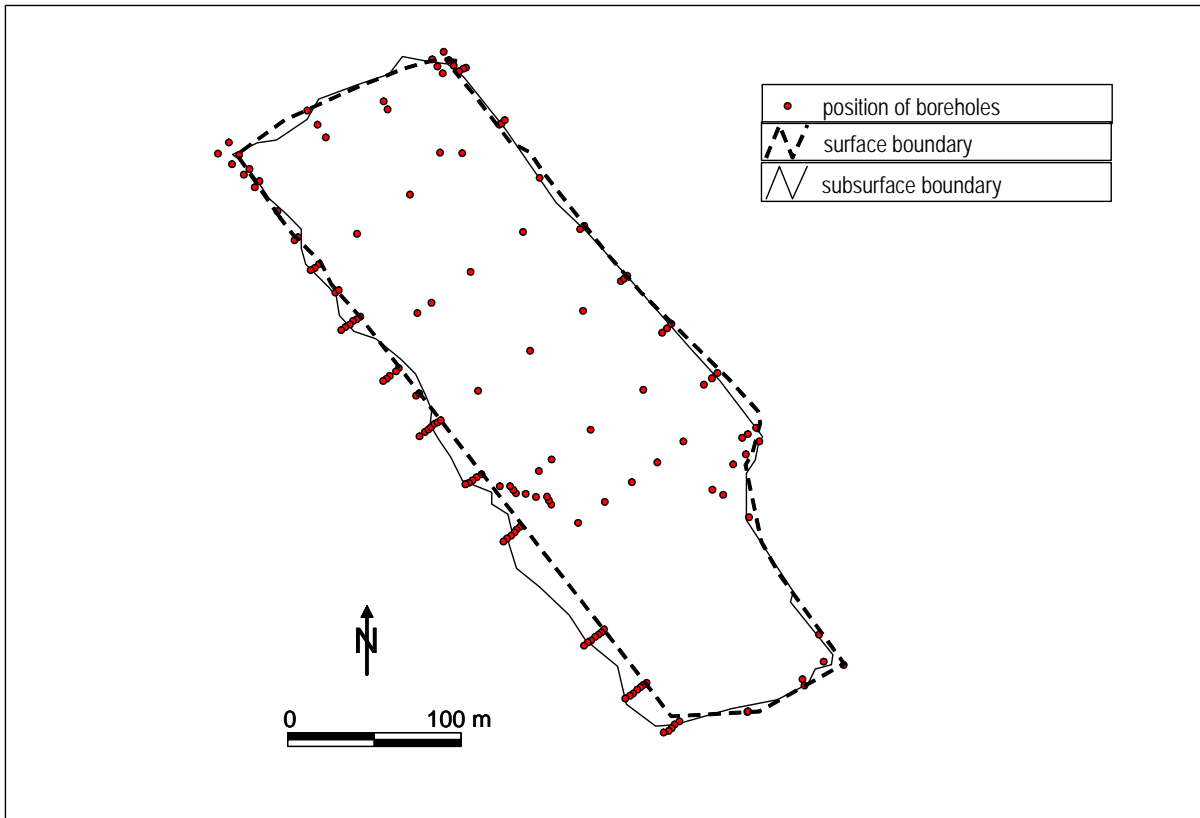 position of boreholes
surface boundary
subsurface boundary
N
0 100 m